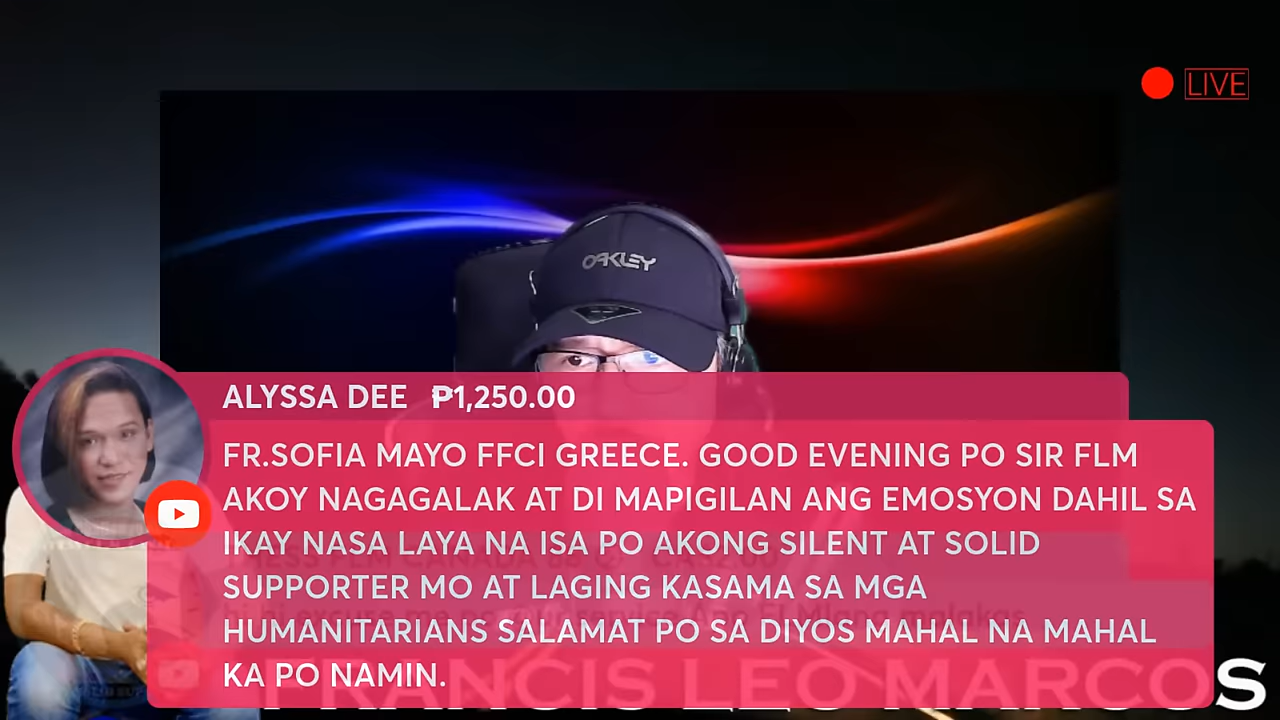 LIVE
OAKLEY
ALYSSA DEE ₱1,250.00
FR.SOFIA MAYO FFCI GREECE. GOOD EVENING PO SIR FLM
AKOY NAGAGALAK AT DI MAPIGILAN ANG EMOSYON DAHIL SA
IKAY NASA LAYA NA ISA PO AKONG SILENT AT SOLID
SUPPORTER MO AT LAGING KASAMA SA MGA
HUMANITARIANS SALAMAT PO SA DIYOS MAHAL NA MAHAL
KA PO NAMIN.
FRANCIS LEO MARCOS